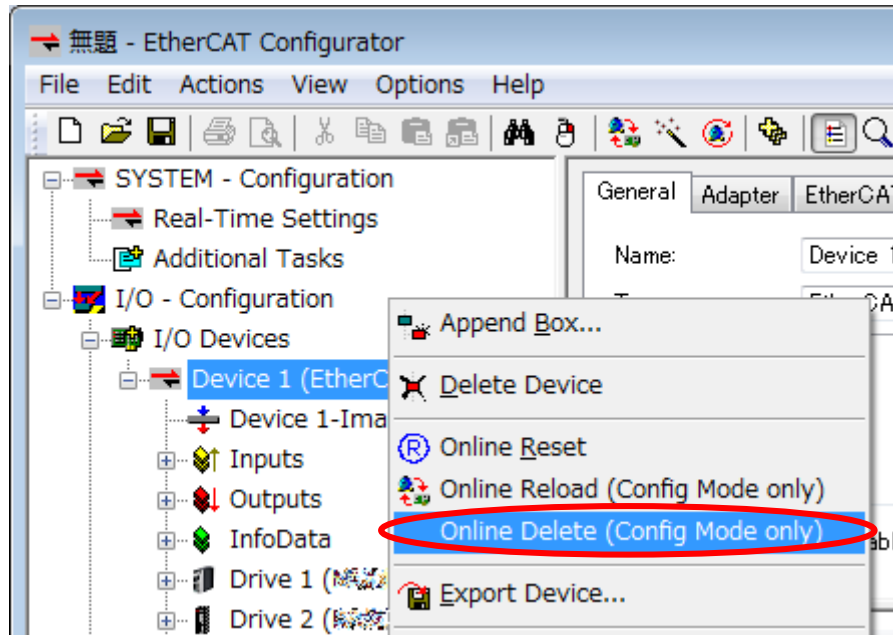 無題 - EtherCAT Configurator
File Edit Actions View Options Help
SYSTEM - Configuration
Real-Time Settings
Additional Tasks
I/O - Configuration
I/O Devices
Device 1 (EtherC
Device 1-Ima
Inputs
Outputs
InfoData
Drive 1 (
Drive 2 (
General Adapter EtherCA
Name: Device 1
Append Box...
Delete Device
R Online Reset
Online Reload (Config Mode only)
Online Delete (Config Mode only)
Export Device...